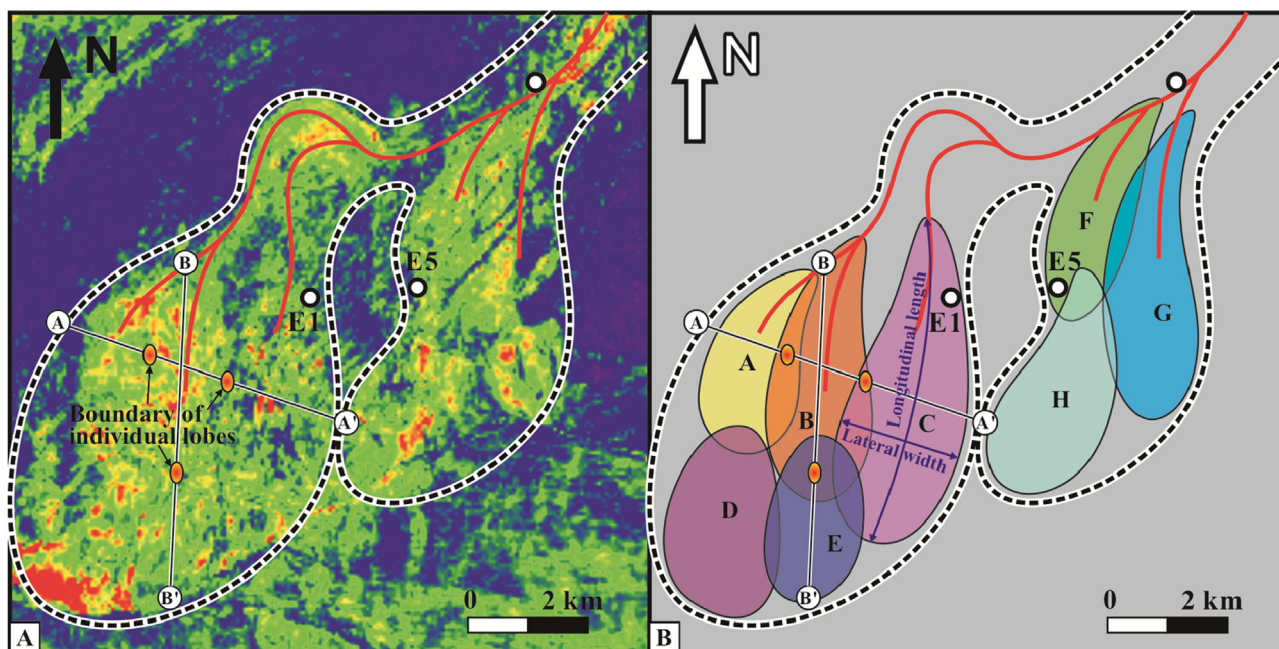 N
E5
E1
B
A
Boundary of
individual lobes
A'
B'
0 2 km
A
N
F
E5
E1
B
A
G
A
Longitudinal length
H
B
C
A'
Lateral width
D
E
B'
0 2 km
B